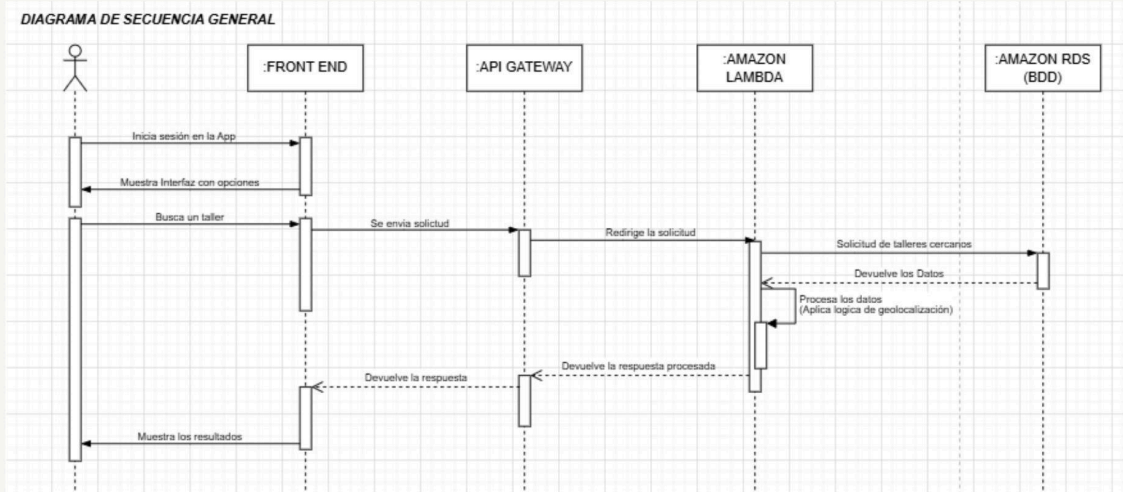 DIAGRAMA DE SECUENCIA GENERAL
:FRONT END
:API GATEWAY
:AMAZON
LAMBDA
:AMAZON RDS
(BDD)
Inicia sesión en la App
Muestra Interfaz con opciones
Busca un taller
Se envia solictud
Redirige la solicitud
Solicitud de talleres cercanos
Devuelve los Datos
Procesa los datos
(Aplica logica de geolocalización)
Devuelve la respuesta procesada
Devuelve la respuesta
Muestra los resultados